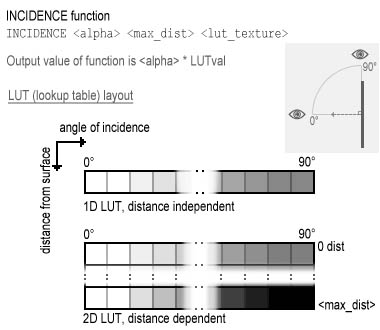 INCIDENCE function
INCIDENCE <alpha> <max_dist> <lut_texture>
Output value of function is <alpha> * LUTval
90°
0°
LUT (lookup table) layout
angle of incidence
distance from surface
0° 90°
1D LUT, distance independent
0° 90°
0 dist
<max_dist>
2D LUT, distance dependent